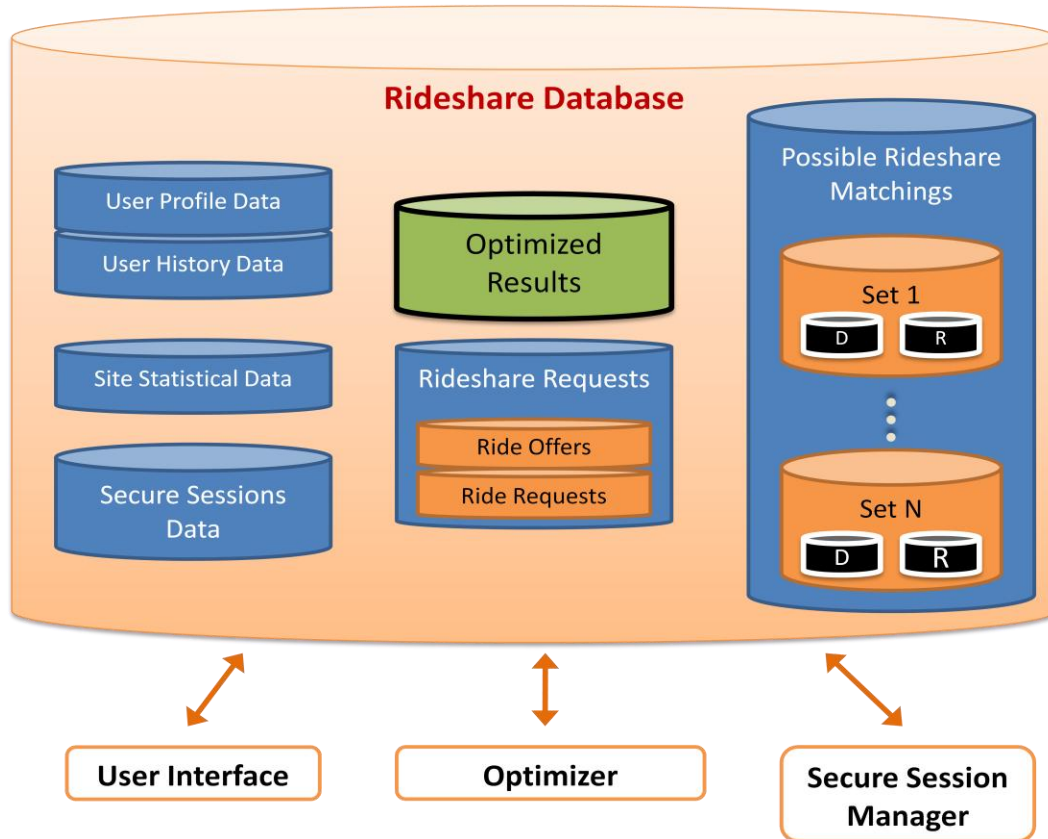 Rideshare Database
User Profile Data
User History Data
Site Statistical Data
Secure Sessions
Data
Optimized
Results
Rideshare Requests
Ride Offers
Ride Requests
Possible Rideshare
Matchings
Set 1
D R
Set N
D R
User Interface
Optimizer
Secure Session
Manager